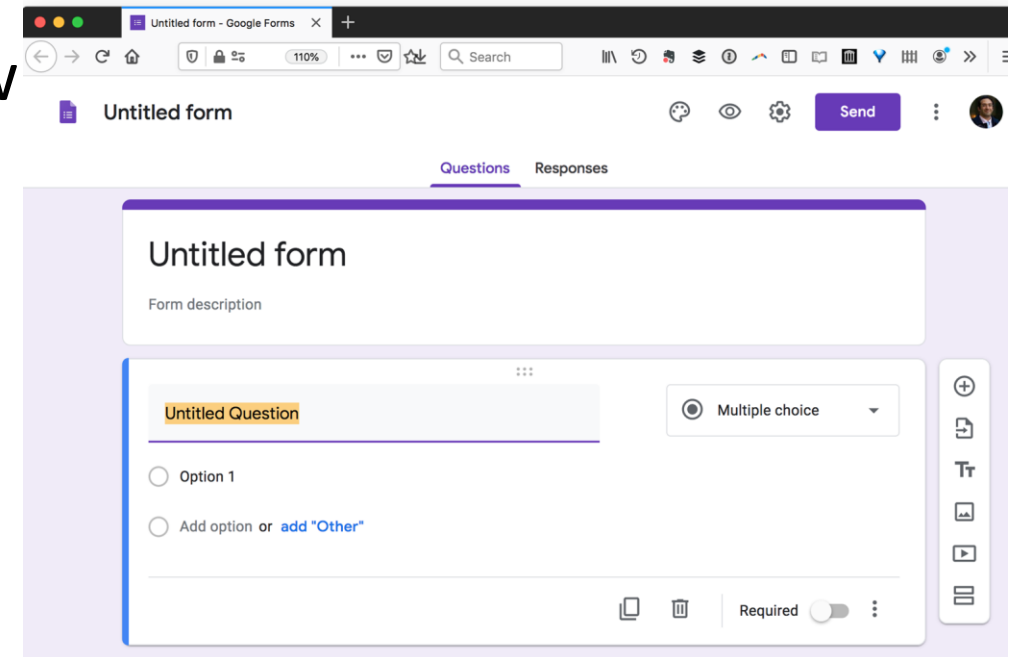 Untitled form - Google Forms
110%
Search
Untitled form
Send
Questions Responses
Untitled form
Form description
Untitled Question
Multiple choice
Option 1
Add option or add "Other"
Tт
Required